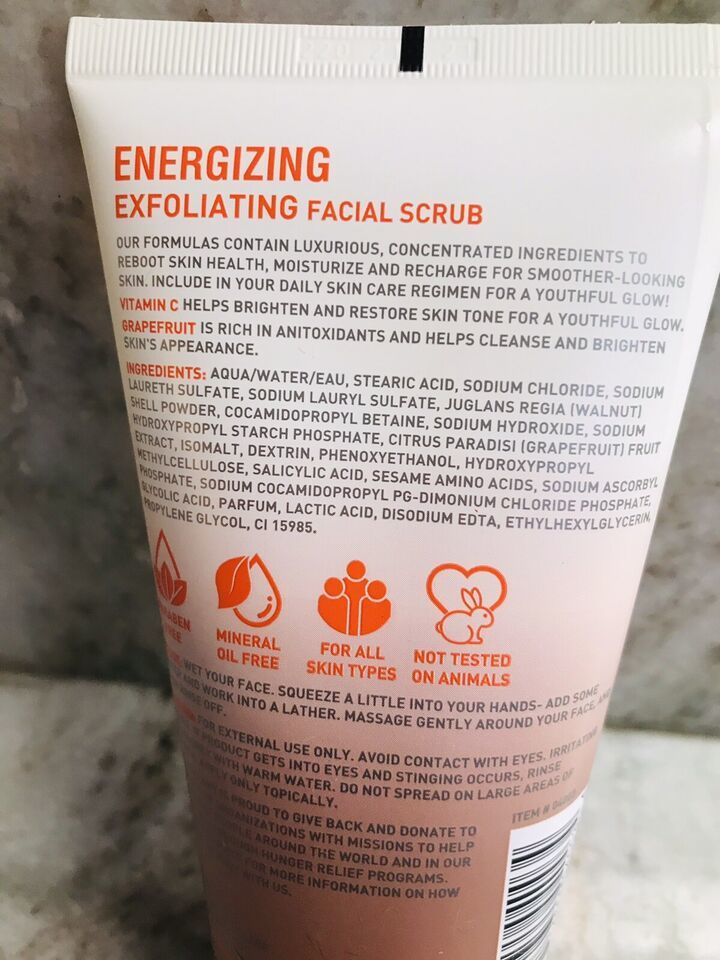 ENERGIZING
EXFOLIATING FACIAL SCRUB
OUR FORMULAS CONTAIN LUXURIOUS, CONCENTRATED INGREDIENTS TO
REBOOT SKIN HEALTH, MOISTURIZE AND RECHARGE FOR SMOOTHER-LOOKING
SKIN. INCLUDE IN YOUR DAILY SKIN CARE REGIMEN FOR A YOUTHFUL GLOW!
VITAMIN C HELPS BRIGHTEN AND RESTORE SKIN TONE FOR A YOUTHFUL GLOW.
GRAPEFRUIT IS RICH IN ANITOXIDANTS AND HELPS CLEANSE AND BRIGHTEN
SKIN'S APPEARANCE.
INGREDIENTS: AQUA/WATER/EAU, STEARIC ACID, SODIUM CHLORIDE, SODIUM
LAURETH SULFATE, SODIUM LAURYL SULFATE, JUGLANS REGIA (WALNUT)
SHELL POWDER, COCAMIDOPROPYL BETAINE, SODIUM HYDROXIDE, SODIUM
HYDROXYPROPYL STARCH PHOSPHATE, CITRUS PARADISI (GRAPEFRUIT) FRUIT
EXTRACT, ISOMALT, DEXTRIN, PHENOXYETHANOL, HYDROXYPROPYL
METHYLCELLULOSE, SALICYLIC ACID, SESAME AMINO ACIDS, SODIUM ASCORBYL
PHOSPHATE, SODIUM COCAMIDOPROPYL PG-DIMONIUM CHLORIDE PHOSPHATE,
GLYCOLIC ACID, PARFUM, LACTIC ACID, DISODIUM EDTA, ETHYLHEXYLGLYCERIN,
PROPYLENE GLYCOL, CI 15985.
MINERAL
OIL FREE
FOR ALL
SKIN TYPES
NOT TESTED
ON ANIMALS
WET YOUR FACE. SQUEEZE A LITTLE INTO YOUR HANDS- ADD SOME
AND WORK INTO A LATHER. MASSAGE GENTLY AROUND YOUR FACE,
OFF.
FOR EXTERNAL USE ONLY. AVOID CONTACT WITH EYES. IRRITATING
PRODUCT GETS INTO EYES AND STINGING OCCURS, RINSE
WITH WARM WATER. DO NOT SPREAD ON LARGE AREAS OF
ONLY TOPICALLY.
PROUD TO GIVE BACK AND DONATE TO
WITH MISSIONS TO HELP
AROUND THE WORLD AND IN OUR
HUNGER RELIEF PROGRAMS.
FOR MORE INFORMATION ON HOW
WITH US.
ITEM #